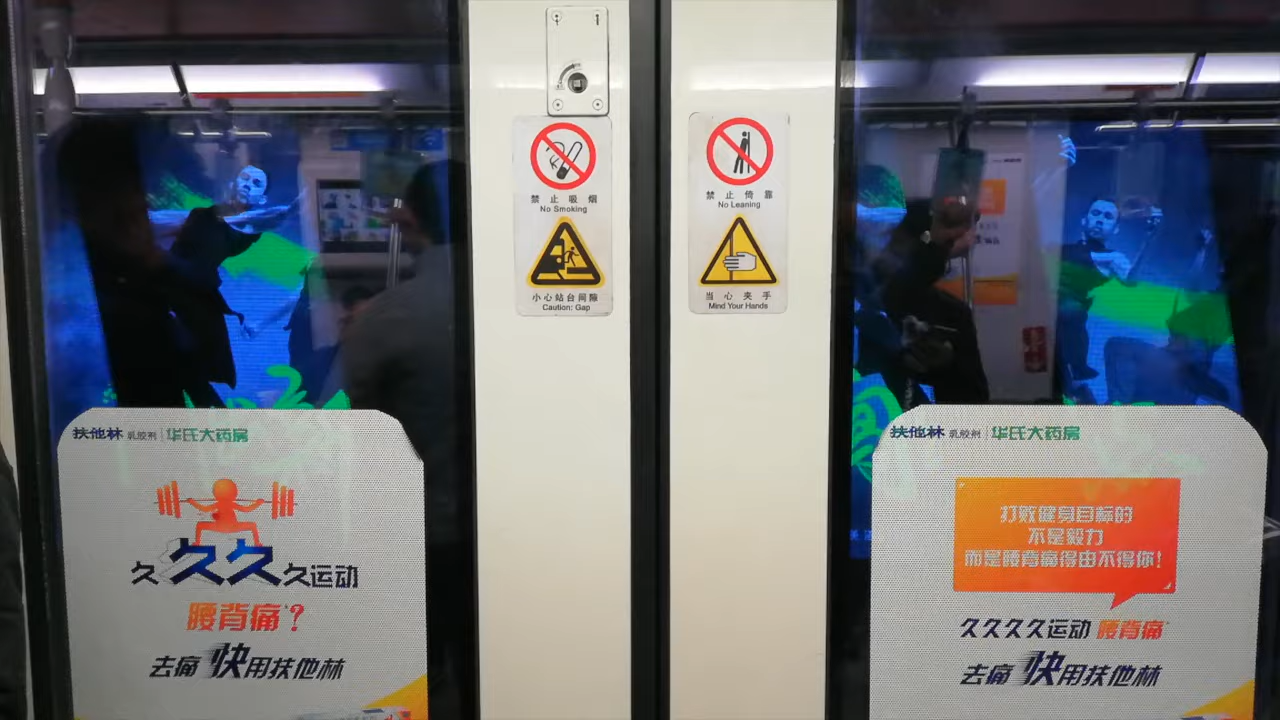 禁止吸烟
No Smoking
小心站台间隙
Caution: Gap
禁止倚靠
No Leaning
当心夹手
Mind Your Hands
扶他林 乳胶剂 | 华氏大药房
久久久久运动
腰背痛*?
去痛 快用扶他林
扶他林 乳胶剂 | 华氏大药房
打败健身目标的
不是毅力
而是腰背痛得由不得你!
久久久久运动 腰背痛*
去痛 快用扶他林